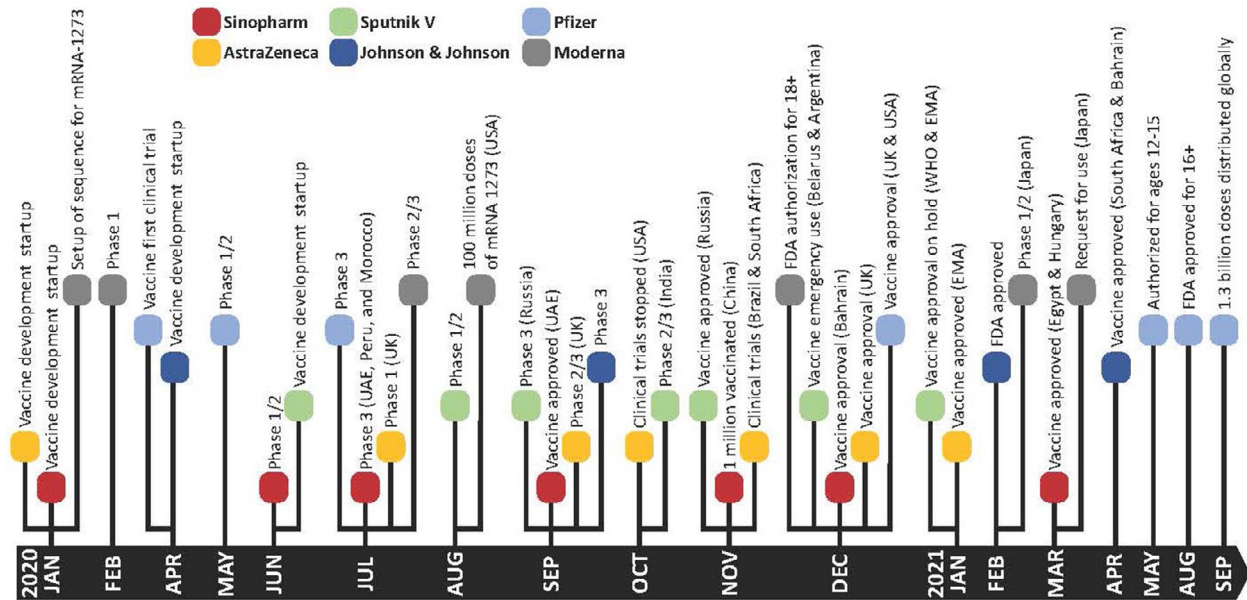 Sinopharm
Sputnik V
Pfizer
AstraZeneca
Johnson & Johnson
Moderna
Vaccine development startup
Vaccine development startup
Setup of sequence for mRNA-1273
Phase 1
Vaccine first clinical trial
Vaccine development startup
Phase 1/2
Phase 1/2
Vaccine development startup
Phase 3
Phase 3 (UAE, Peru, and Morocco)
Phase 1 (UK)
Phase 2/3
Phase 1/2
100 million doses
of mRNA 1273 (USA)
Phase 3 (Russia)
Vaccine approved (UAE)
Phase 2/3 (UK)
Phase 3
Clinical trials stopped (USA)
Phase 2/3 (India)
Vaccine approved (Russia)
1 million vaccinated (China)
Clinical trials (Brazil & South Africa)
FDA authorization for 18+
Vaccine emergency use (Belarus & Argentina)
Vaccine approval (Bahrain)
Vaccine approval (UK)
Vaccine approval (UK & USA)
Vaccine approval on hold (WHO & EMA)
Vaccine approved (EMA)
FDA approved
Phase 1/2 (Japan)
Vaccine approved (Egypt & Hungary)
Request for use (Japan)
Vaccine approved (South Africa & Bahrain)
Authorized for ages 12-15
FDA approved for 16+
1.3 billion doses distributed globally
2020
JAN
FEB
APR
MAY
JUN
JUL
AUG
SEP
OCT
NOV
DEC
2021
JAN
FEB
MAR
APR
MAY
AUG
SEP